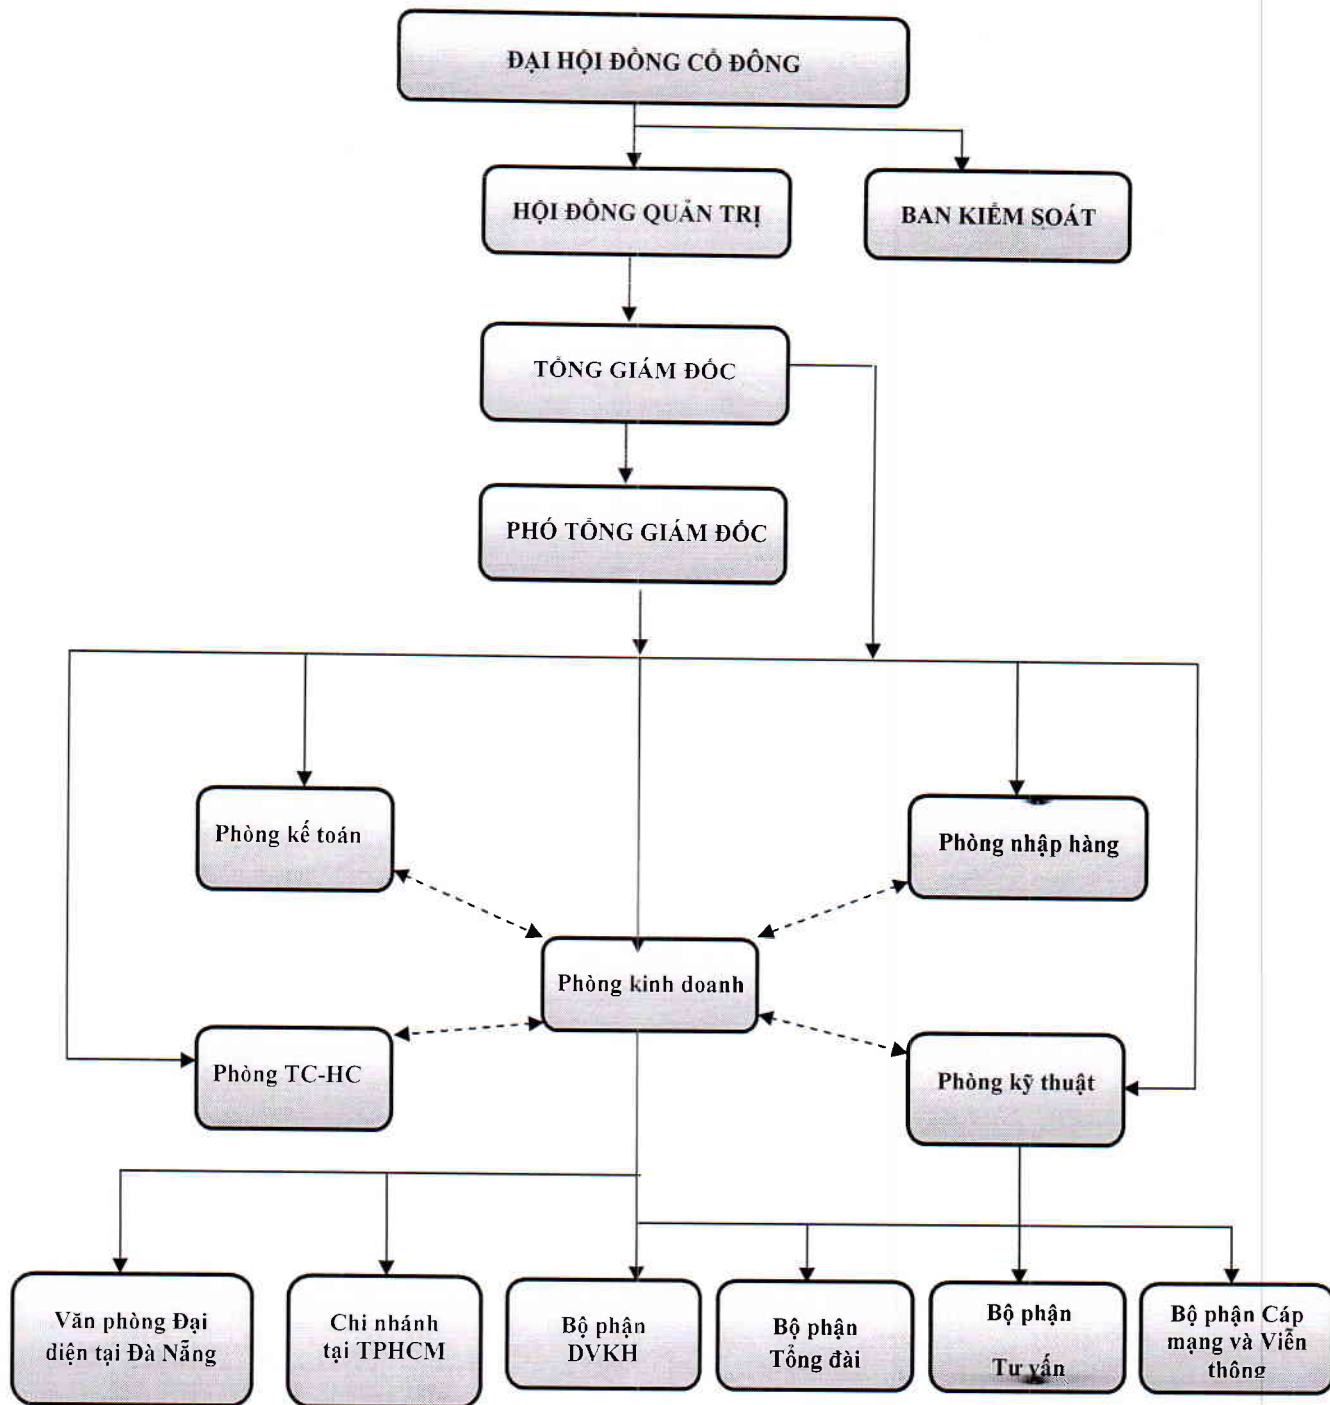 ĐẠI HỘI ĐỒNG CỔ ĐÔNG
HỘI ĐỒNG QUẢN TRỊ
BAN KIỂM SOÁT
TỔNG GIÁM ĐỐC
PHÓ TỔNG GIÁM ĐỐC
Phòng kế toán
Phòng nhập hàng
Phòng kinh doanh
Phòng TC-HC
Phòng kỹ thuật
Văn phòng Đại
diện tại Đà Nẵng
Chi nhánh
tại TPHCM
Bộ phận
DVKH
Bộ phận
Tổng đài
Bộ phận
Tư vấn
Bộ phận Cáp
mạng và Viễn
thông